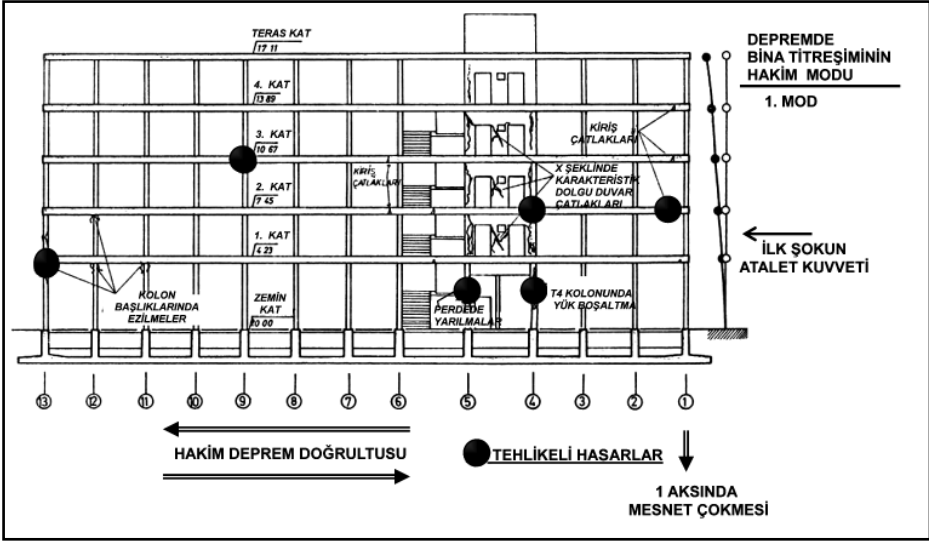 TERAS KAT
17 11
4. KAT
13 89
3. KAT
10 67
KİRİŞ
ÇATLAKLARI
2. KAT
7 45
1. KAT
4 23
ZEMİN
KAT
±0 00
KOLON
BAŞLIKLARINDA
EZİLMELER
KİRİŞ
ÇATLAKLARI
X ŞEKLİNDE
KARAKTERİSTİK
DOLGU DUVAR
ÇATLAKLARI
PERDEDE
YARILMALAR
T4 KOLONUNDA
YÜK BOŞALTMA
DEPREMDE
BİNA TİTREŞİMİNİN
HAKİM MODU
1. MOD
İLK ŞOKUN
ATALET KUVVETİ
13 12 11 10 9 8 7 6 5 4 3 2 1
HAKİM DEPREM DOĞRULTUSU
TEHLİKELİ HASARLAR
1 AKSINDA
MESNET ÇOKMESİ